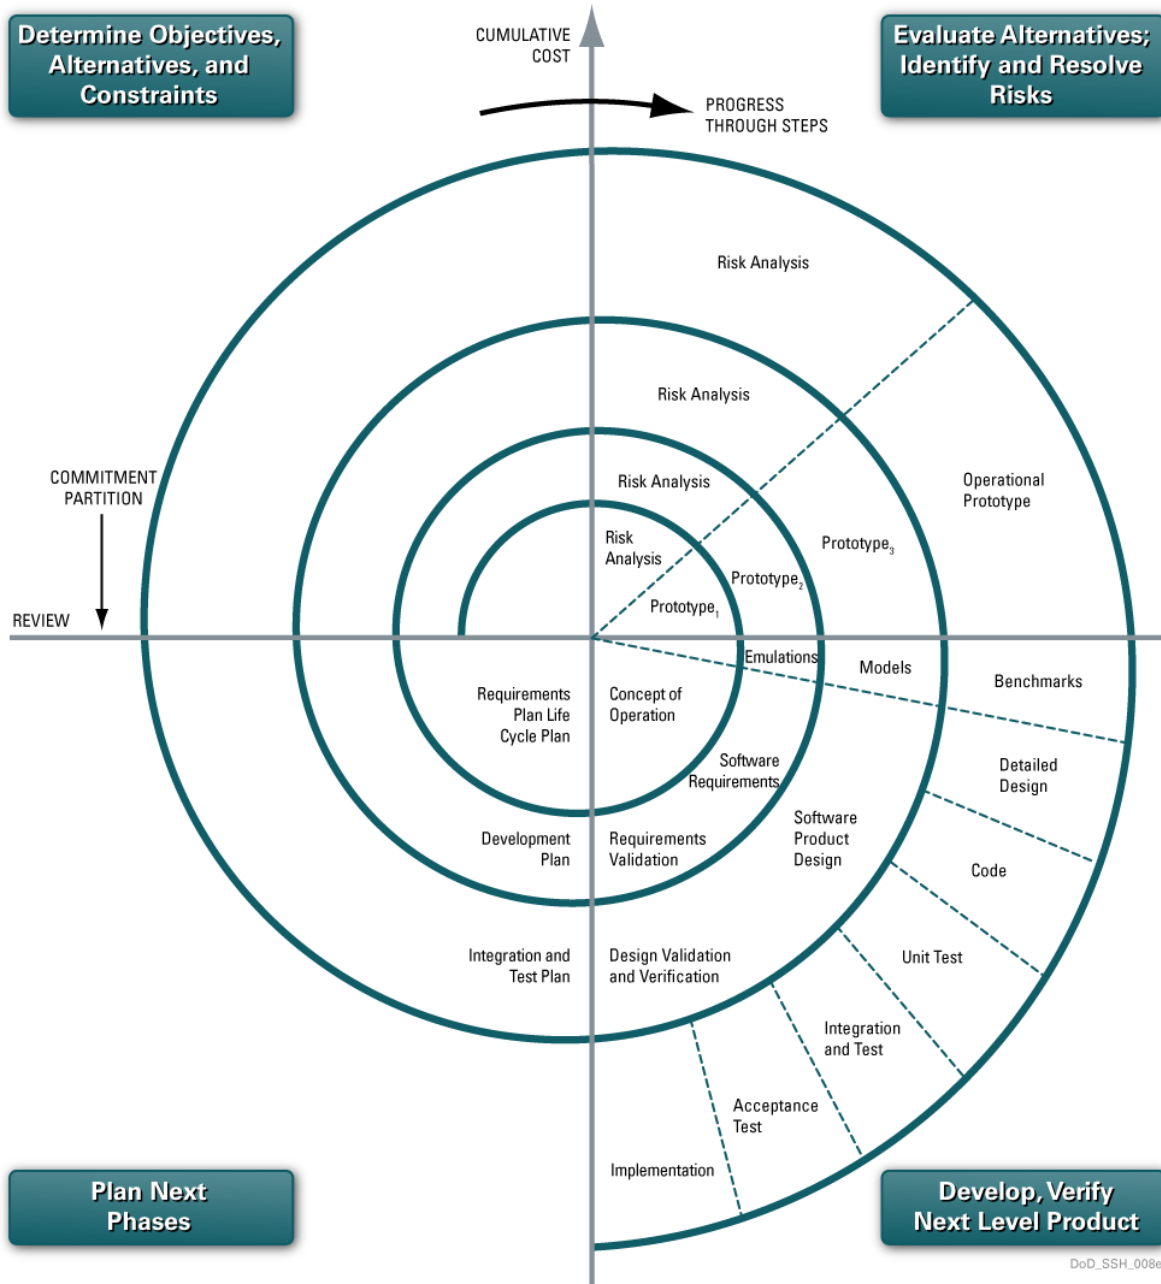 Determine Objectives,
Alternatives, and
Constraints
CUMULATIVE
COST
Evaluate Alternatives;
Identify and Resolve
Risks
PROGRESS
THROUGH STEPS
Risk Analysis
Risk Analysis
COMMITMENT
PARTITION
Risk Analysis
Operational
Prototype
Risk
Analysis
Prototype3
Prototype2
Prototype1
REVIEW
Emulations
Models
Benchmarks
Requirements
Plan Life
Cycle Plan
Concept of
Operation
Software
Requirements
Detailed
Design
Development
Plan
Requirements
Validation
Software
Product
Design
Code
Integration and
Test Plan
Design Validation
and Verification
Unit Test
Integration
and Test
Acceptance
Test
Implementation
Plan Next
Phases
Develop, Verify
Next Level Product
DoD_SSH_008e